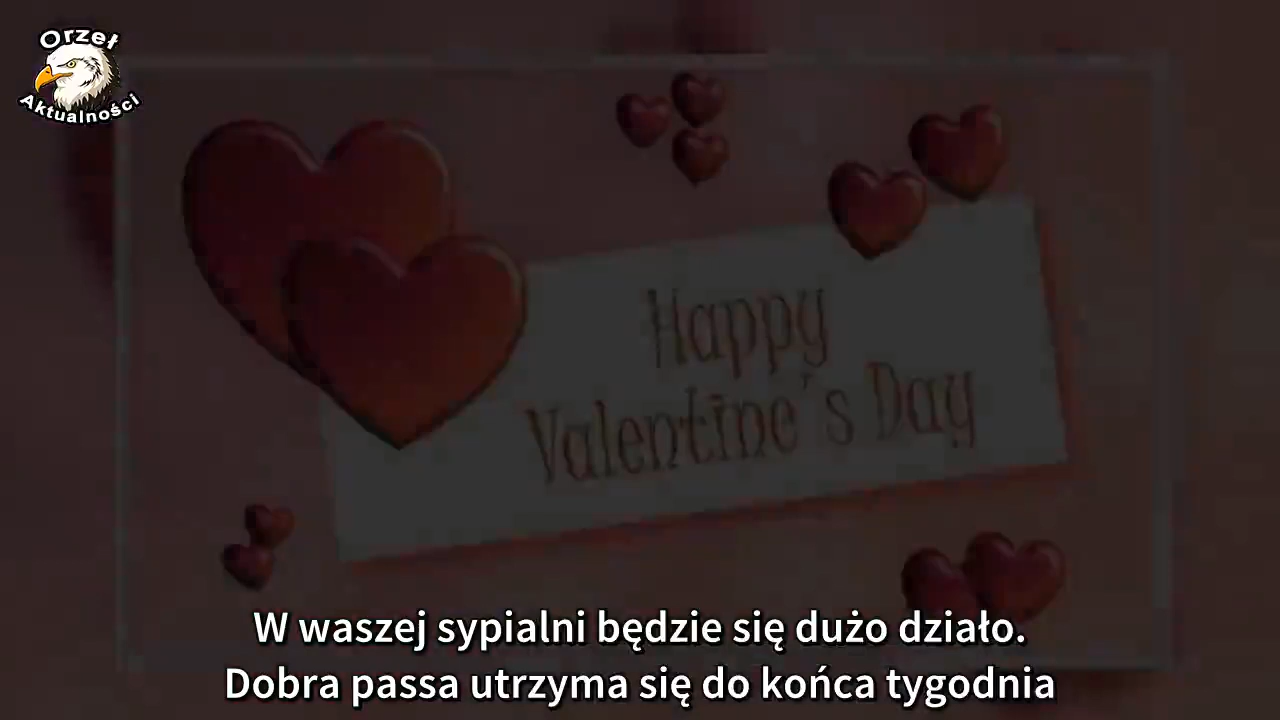 Orzeł
Aktualności
Happy
Valentine's Day
W waszej sypialni będzie się dużo działo.
Dobra passa utrzyma się do końca tygodnia